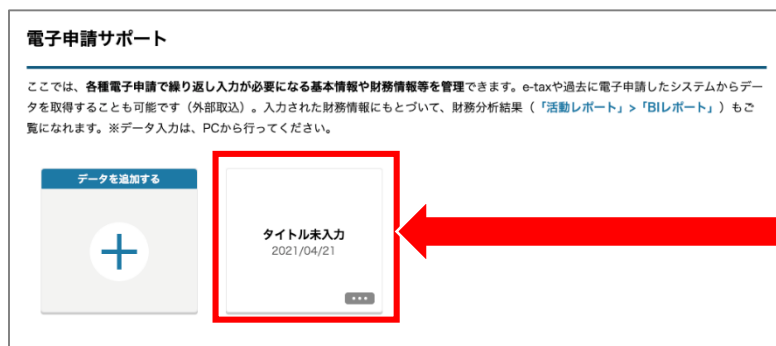 電子申請サポート
ここでは、各種電子申請で繰り返し入力が必要になる基本情報や財務情報等を管理できます。e-taxや過去に電子申請したシステムからデー
タを取得することも可能です（外部取込）。入力された財務情報にもとづいて、財務分析結果（「活動レポート」>「BIレポート」）もご
覧になれます。※データ入力は、PCから行ってください。
データを追加する
タイトル未入力
2021/04/21